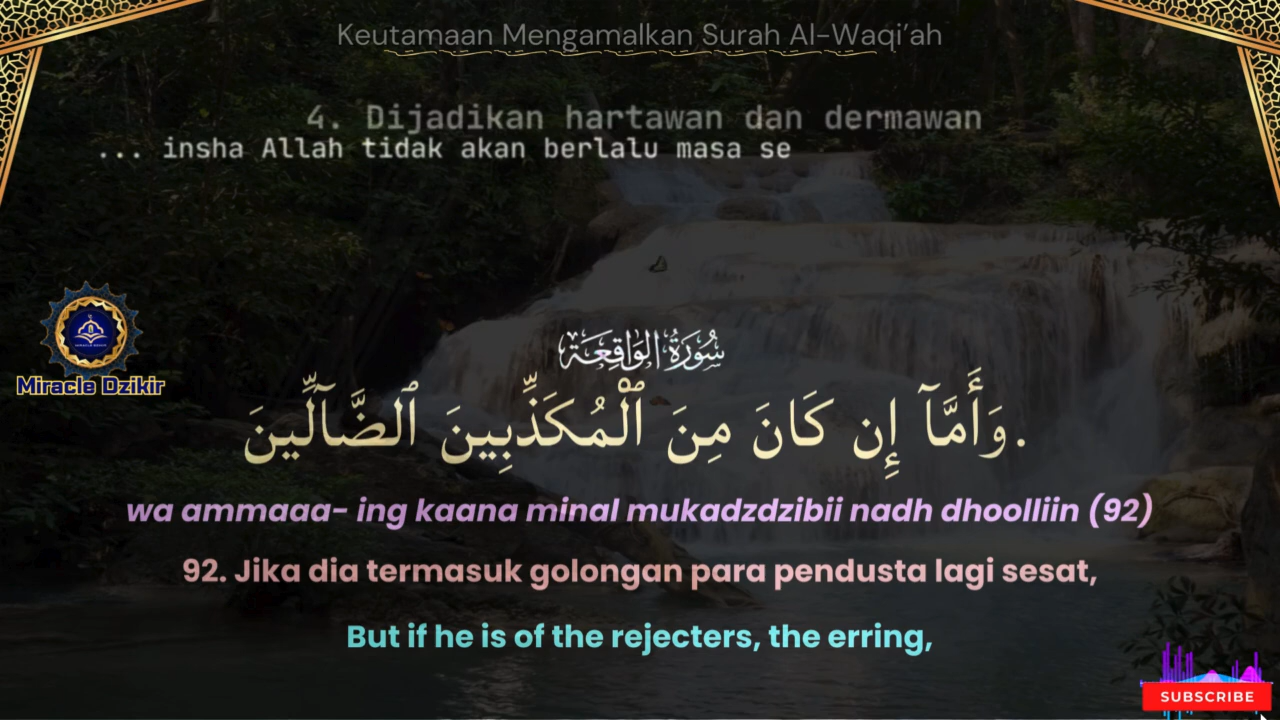 Keutamaan Mengamalkan Surah Al-Waqi’ah
4. Dijadikan hartawan dan dermawan
... insha Allah tidak akan berlalu masa se
Miracle Dzikir
سُورَةُ الوَاقِعَة
وَأَمَّآ إِن كَانَ مِنَ ٱلْمُكَذِّبِينَ ٱلضَّآلِّينَ.
wa ammaaa- ing kaana minal mukadzdzibii nadh dhoolliin (92)
92. Jika dia termasuk golongan para pendusta lagi sesat,
But if he is of the rejecters, the erring,
SUBSCRIBE